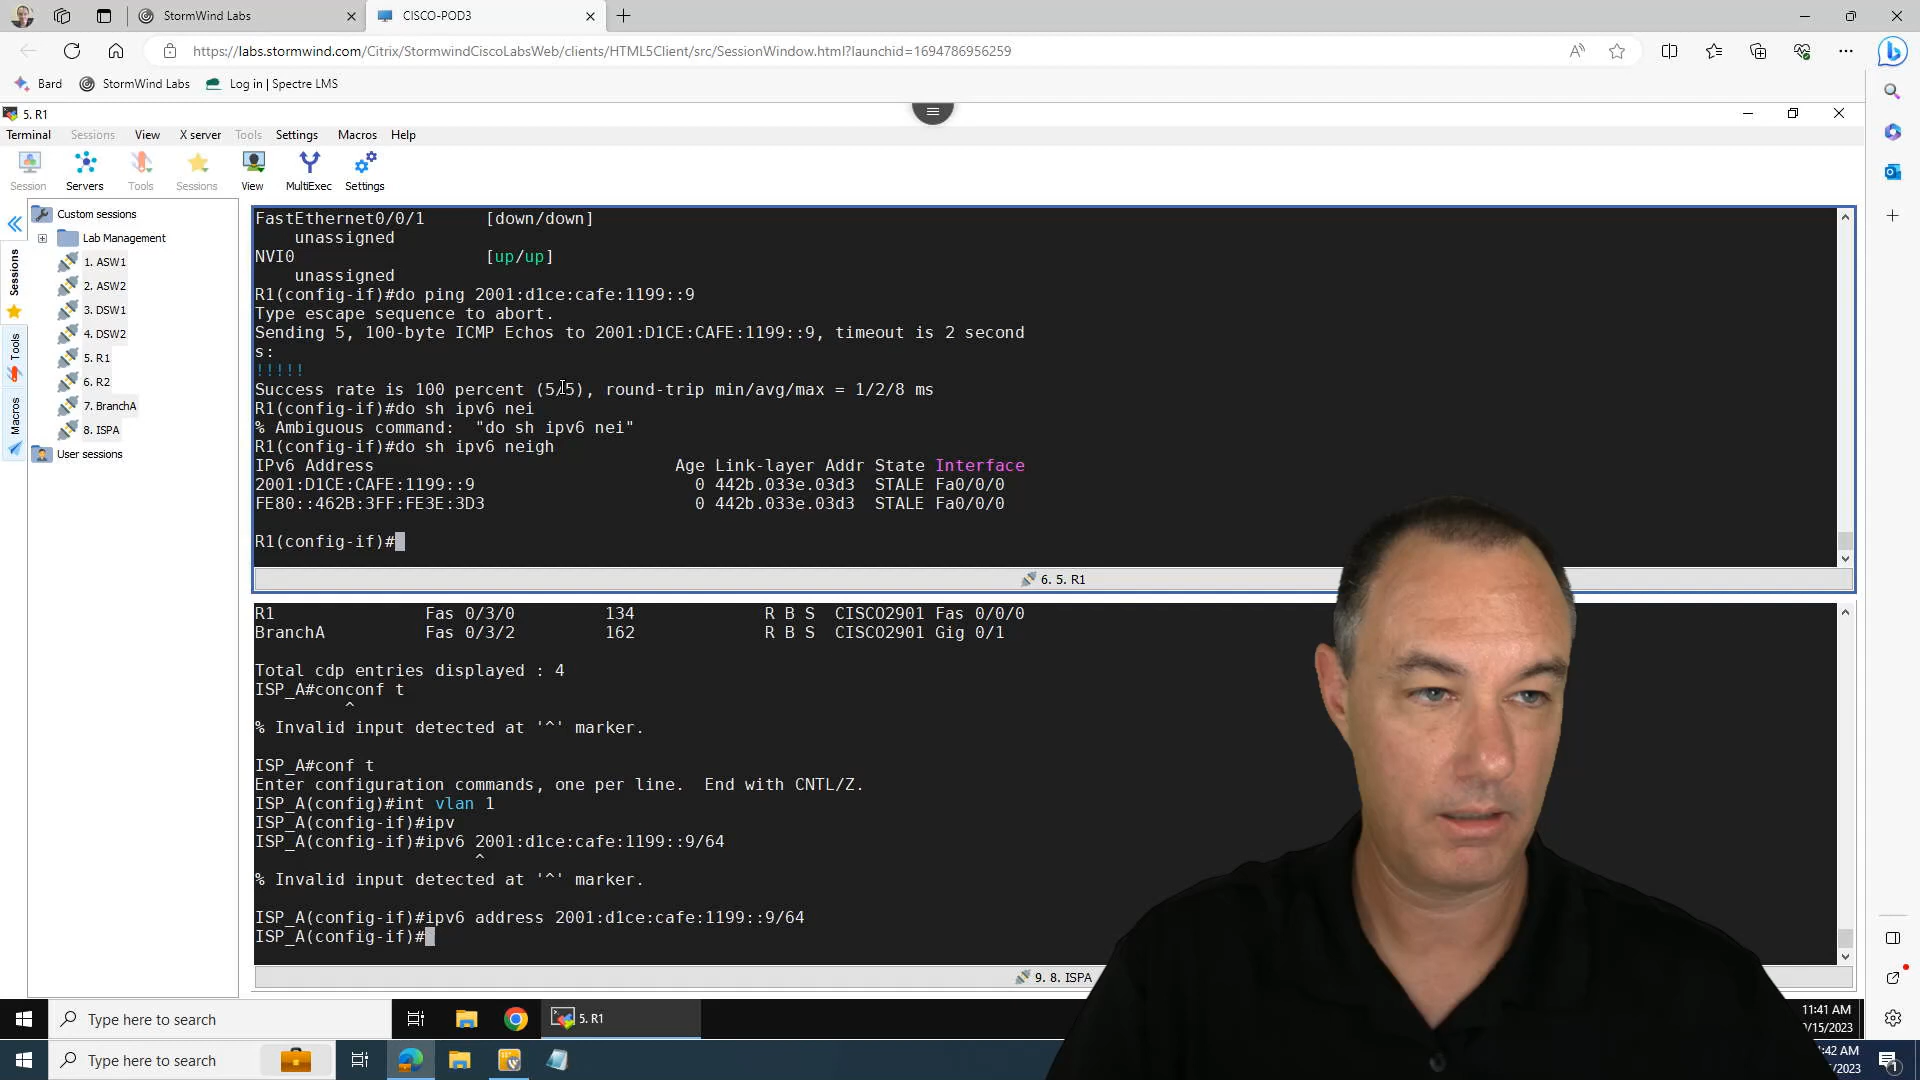 StormWind Labs
CISCO-POD3
https://labs.stormwind.com/Citrix/StormwindCiscoLabsWeb/clients/HTML5Client/src/SessionWindow.html?launchid=1694786956259
Bard
StormWind Labs
Log in | Spectre LMS
5. R1
Terminal Sessions View X server Tools Settings Macros Help
Session Servers Tools Sessions View MultiExec Settings
Custom sessions
Lab Management
1. ASW1
2. ASW2
3. DSW1
4. DSW2
5. R1
6. R2
7. BranchA
8. ISPA
User sessions
Sessions
Tools
Macros
FastEthernet0/0/1 [down/down]
unassigned
NVI0 [up/up]
unassigned
R1(config-if)#do ping 2001:d1ce:cafe:1199::9
Type escape sequence to abort.
Sending 5, 100-byte ICMP Echos to 2001:D1CE:CAFE:1199::9, timeout is 2 second
s:
!!!!!
Success rate is 100 percent (5/5), round-trip min/avg/max = 1/2/8 ms
R1(config-if)#do sh ipv6 nei
% Ambiguous command: "do sh ipv6 nei"
R1(config-if)#do sh ipv6 neigh
IPv6 Address Age Link-layer Addr State Interface
2001:D1CE:CAFE:1199::9 0 442b.033e.03d3 STALE Fa0/0/0
FE80::462B:3FF:FE3E:3D3 0 442b.033e.03d3 STALE Fa0/0/0
R1(config-if)#
6. 5. R1
R1 Fas 0/3/0 134 R B S CISCO2901 Fas 0/0/0
BranchA Fas 0/3/2 162 R B S CISCO2901 Gig 0/1
Total cdp entries displayed : 4
ISP_A#conconf t
^
% Invalid input detected at '^' marker.
ISP_A#conf t
Enter configuration commands, one per line. End with CNTL/Z.
ISP_A(config)#int vlan 1
ISP_A(config-if)#ipv
ISP_A(config-if)#ipv6 2001:d1ce:cafe:1199::9/64
^
% Invalid input detected at '^' marker.
ISP_A(config-if)#ipv6 address 2001:d1ce:cafe:1199::9/64
ISP_A(config-if)#
9. 8. ISPA
Type here to search
5. R1
11:41 AM
/15/2023
Type here to search
:42 AM
/2023
1